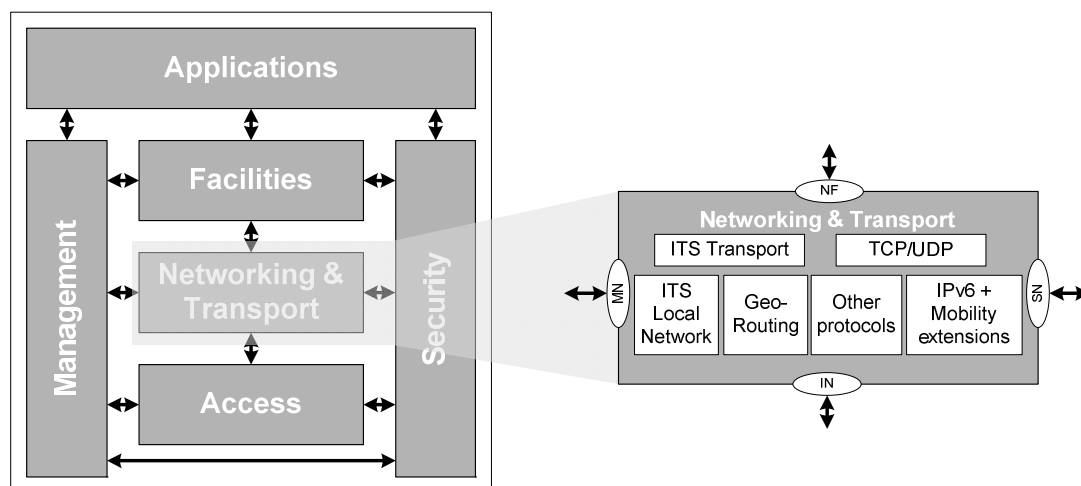 Applications
Facilities
Management
Security
Networking &
Transport
Access
NF
Networking & Transport
ITS Transport
TCP/UDP
MN
SN
ITS
Local
Network
Geo-
Routing
Other
protocols
IPv6 +
Mobility
extensions
IN